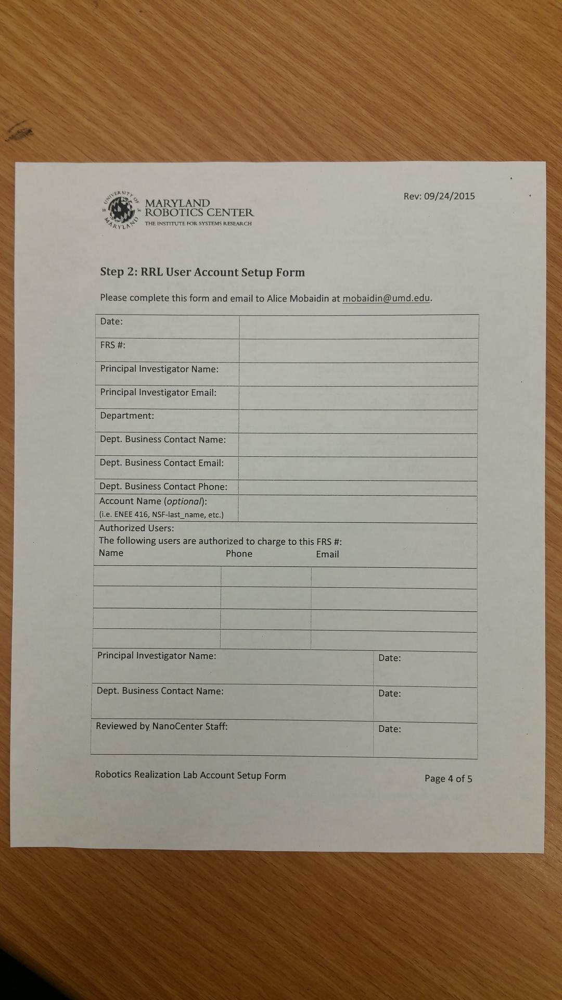 UNIVERSITY OF MARYLAND
18 56
MARYLAND
ROBOTICS CENTER
THE INSTITUTE FOR SYSTEMS RESEARCH
Rev: 09/24/2015
Step 2: RRL User Account Setup Form
Please complete this form and email to Alice Mobaidin at mobaidin@umd.edu.
Date:
FRS #:
Principal Investigator Name:
Principal Investigator Email:
Department:
Dept. Business Contact Name:
Dept. Business Contact Email:
Dept. Business Contact Phone:
Account Name (optional):
(i.e. ENEE 416, NSF-last_name, etc.)
Authorized Users:
The following users are authorized to charge to this FRS #:
Name Phone Email
Principal Investigator Name: Date:
Dept. Business Contact Name: Date:
Reviewed by NanoCenter Staff: Date:
Robotics Realization Lab Account Setup Form Page 4 of 5